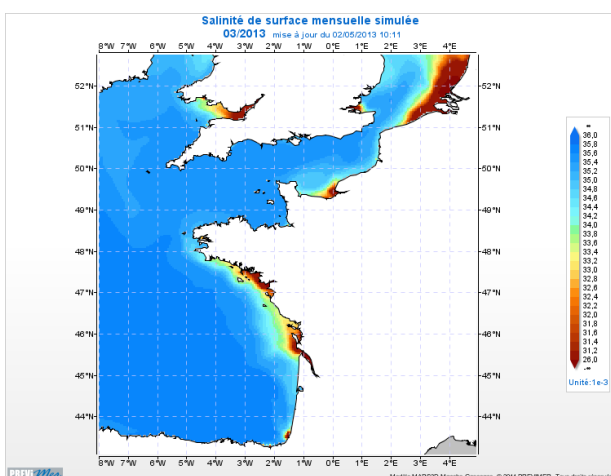 Salinité de surface mensuelle simulée
03/2013 mise à jour du 02/05/2013 10:11
8°W 7°W 6°W 5°W 4°W 3°W 2°W 1°W 0°E 1°E 2°E 3°E 4°E
52°N 52°N
51°N 51°N
50°N 50°N
49°N 49°N
48°N 48°N
47°N 47°N
46°N 46°N
45°N 45°N
44°N 44°N
8°W 7°W 6°W 5°W 4°W 3°W 2°W 1°W 0°E 1°E 2°E 3°E 4°E
∞
36,0
35,8
35,6
35,4
35,2
35,0
34,8
34,6
34,4
34,2
34,0
33,8
33,6
33,4
33,2
33,0
32,8
32,6
32,4
32,2
32,0
31,8
31,6
31,4
31,2
26,0
-∞
Unité:1e-3
PREVIMer